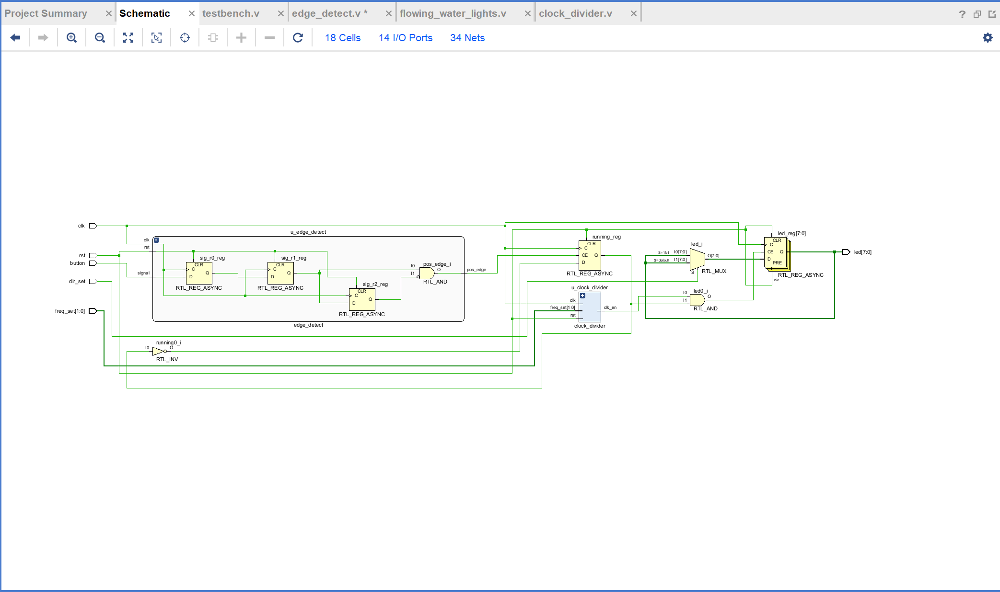 Project Summary
Schematic
testbench.v
edge_detect.v *
flowing_water_lights.v
clock_divider.v
?
18 Cells
14 I/O Ports
34 Nets
clk
rst
button
dir_set
freq_set[1:0]
u_edge_detect
clk
rst
signal
sig_r0_reg
CLR
C
D
Q
RTL_REG_ASYNC
sig_r1_reg
CLR
C
D
Q
RTL_REG_ASYNC
sig_r2_reg
CLR
C
D
Q
RTL_REG_ASYNC
pos_edge_i
I0
I1
O
RTL_AND
pos_edge
edge_detect
running0_i
I0
O
RTL_INV
running_reg
CLR
C
CE
D
Q
RTL_REG_ASYNC
u_clock_divider
clk
freq_set[1:0]
rst
clk_en
clock_divider
led_i
S=1'b1
I0[7:0]
S=default
I1[7:0]
O[7:0]
S
RTL_MUX
led0_i
I0
I1
O
RTL_AND
led_reg[7:0]
CLR
C
CE
Q
D
PRE
RTL_REG_ASYNC
n/c
led[7:0]